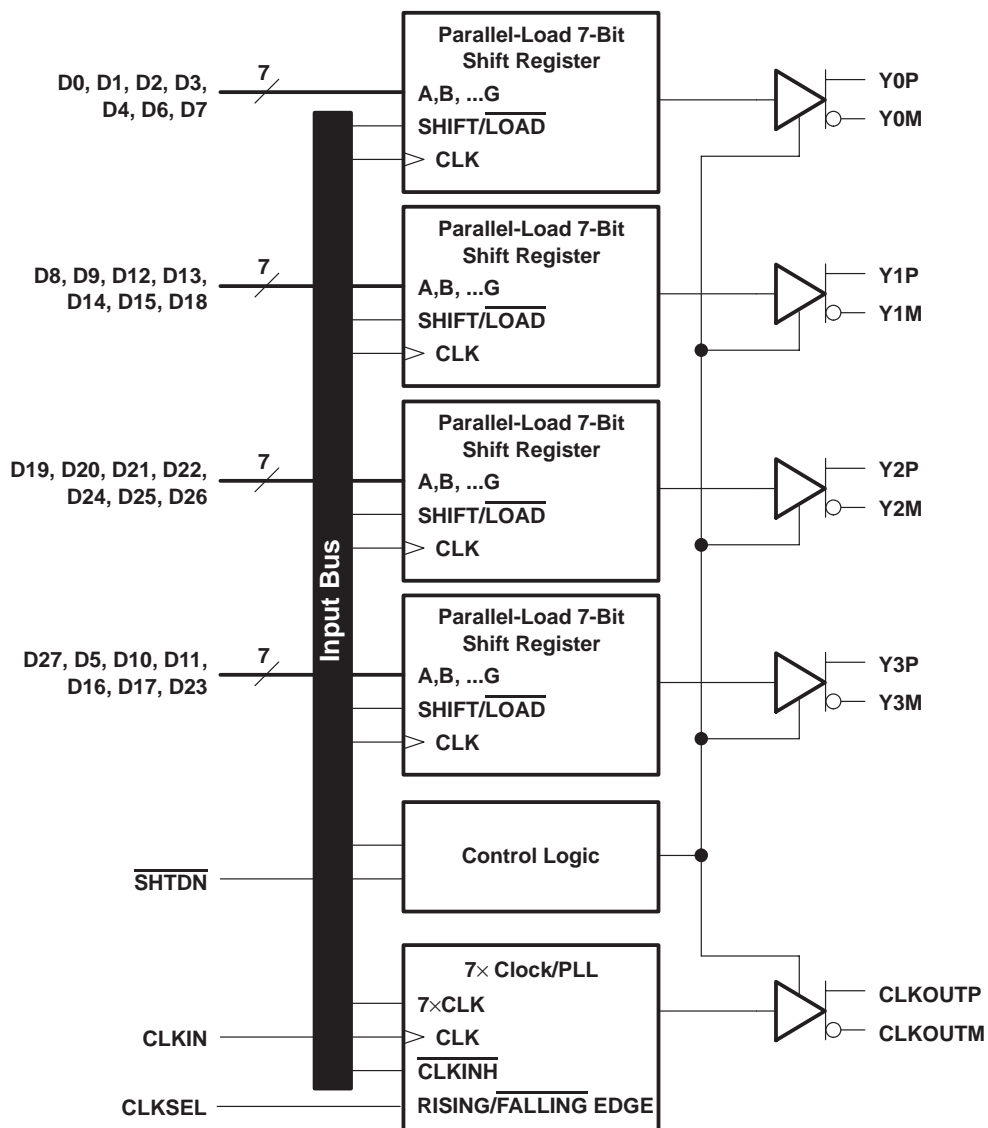 Parallel-Load 7-Bit
Shift Register
D0, D1, D2, D3,
D4, D6, D7
7
A,B, ...G
SHIFT/LOAD
CLK
Y0P
Y0M
Parallel-Load 7-Bit
Shift Register
D8, D9, D12, D13,
D14, D15, D18
7
A,B, ...G
SHIFT/LOAD
CLK
Y1P
Y1M
Parallel-Load 7-Bit
Shift Register
D19, D20, D21, D22,
D24, D25, D26
7
A,B, ...G
SHIFT/LOAD
CLK
Y2P
Y2M
Input Bus
Parallel-Load 7-Bit
Shift Register
D27, D5, D10, D11,
D16, D17, D23
7
A,B, ...G
SHIFT/LOAD
CLK
Y3P
Y3M
Control Logic
SHTDN
7× Clock/PLL
7×CLK
CLKIN
CLK
CLKINH
CLKSEL
RISING/FALLING EDGE
CLKOUTP
CLKOUTM